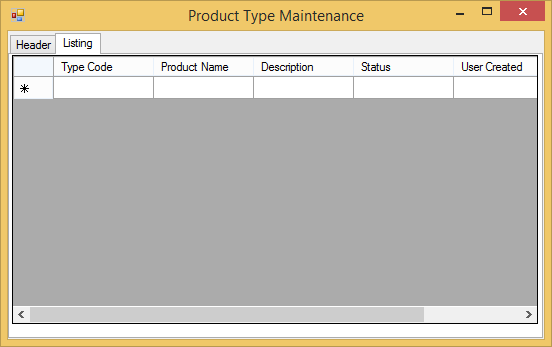 Product Type Maintenance
Header Listing
Type Code Product Name Description Status User Created